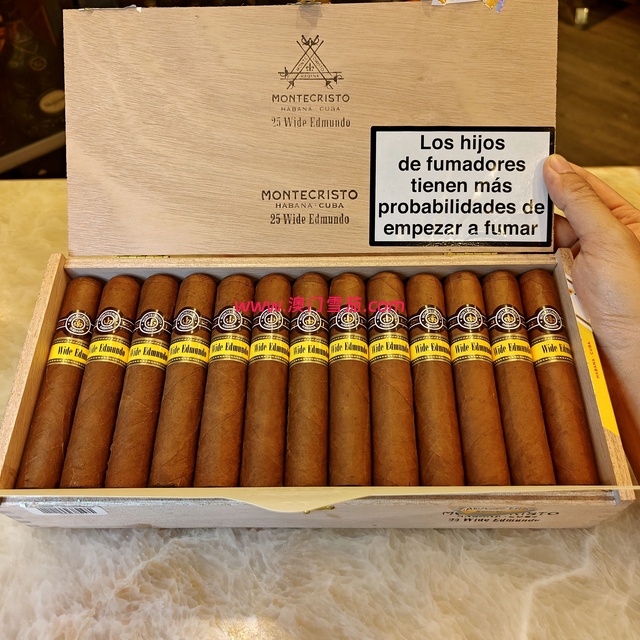 MONTECRISTO
HABANA · CUBA
25 Wide Edmundo
MONTECRISTO
HABANA · CUBA
25 Wide Edmundo
Los hijos
de fumadores
tienen más
probabilidades de
empezar a fumar
www.澳门雪茄.com
Wide Edmundo
Wide Edmundo
Wide Edmundo
Wide Edmundo
Wide Edmundo
Wide Edmundo
Wide Edmundo
Wide Edmundo
Wide Edmundo
Wide Edmundo
Wide Edmundo
Wide Edmundo
Wide Edmundo
HABANA · CUBA
MONTECRISTO
25 Wide Edmundo